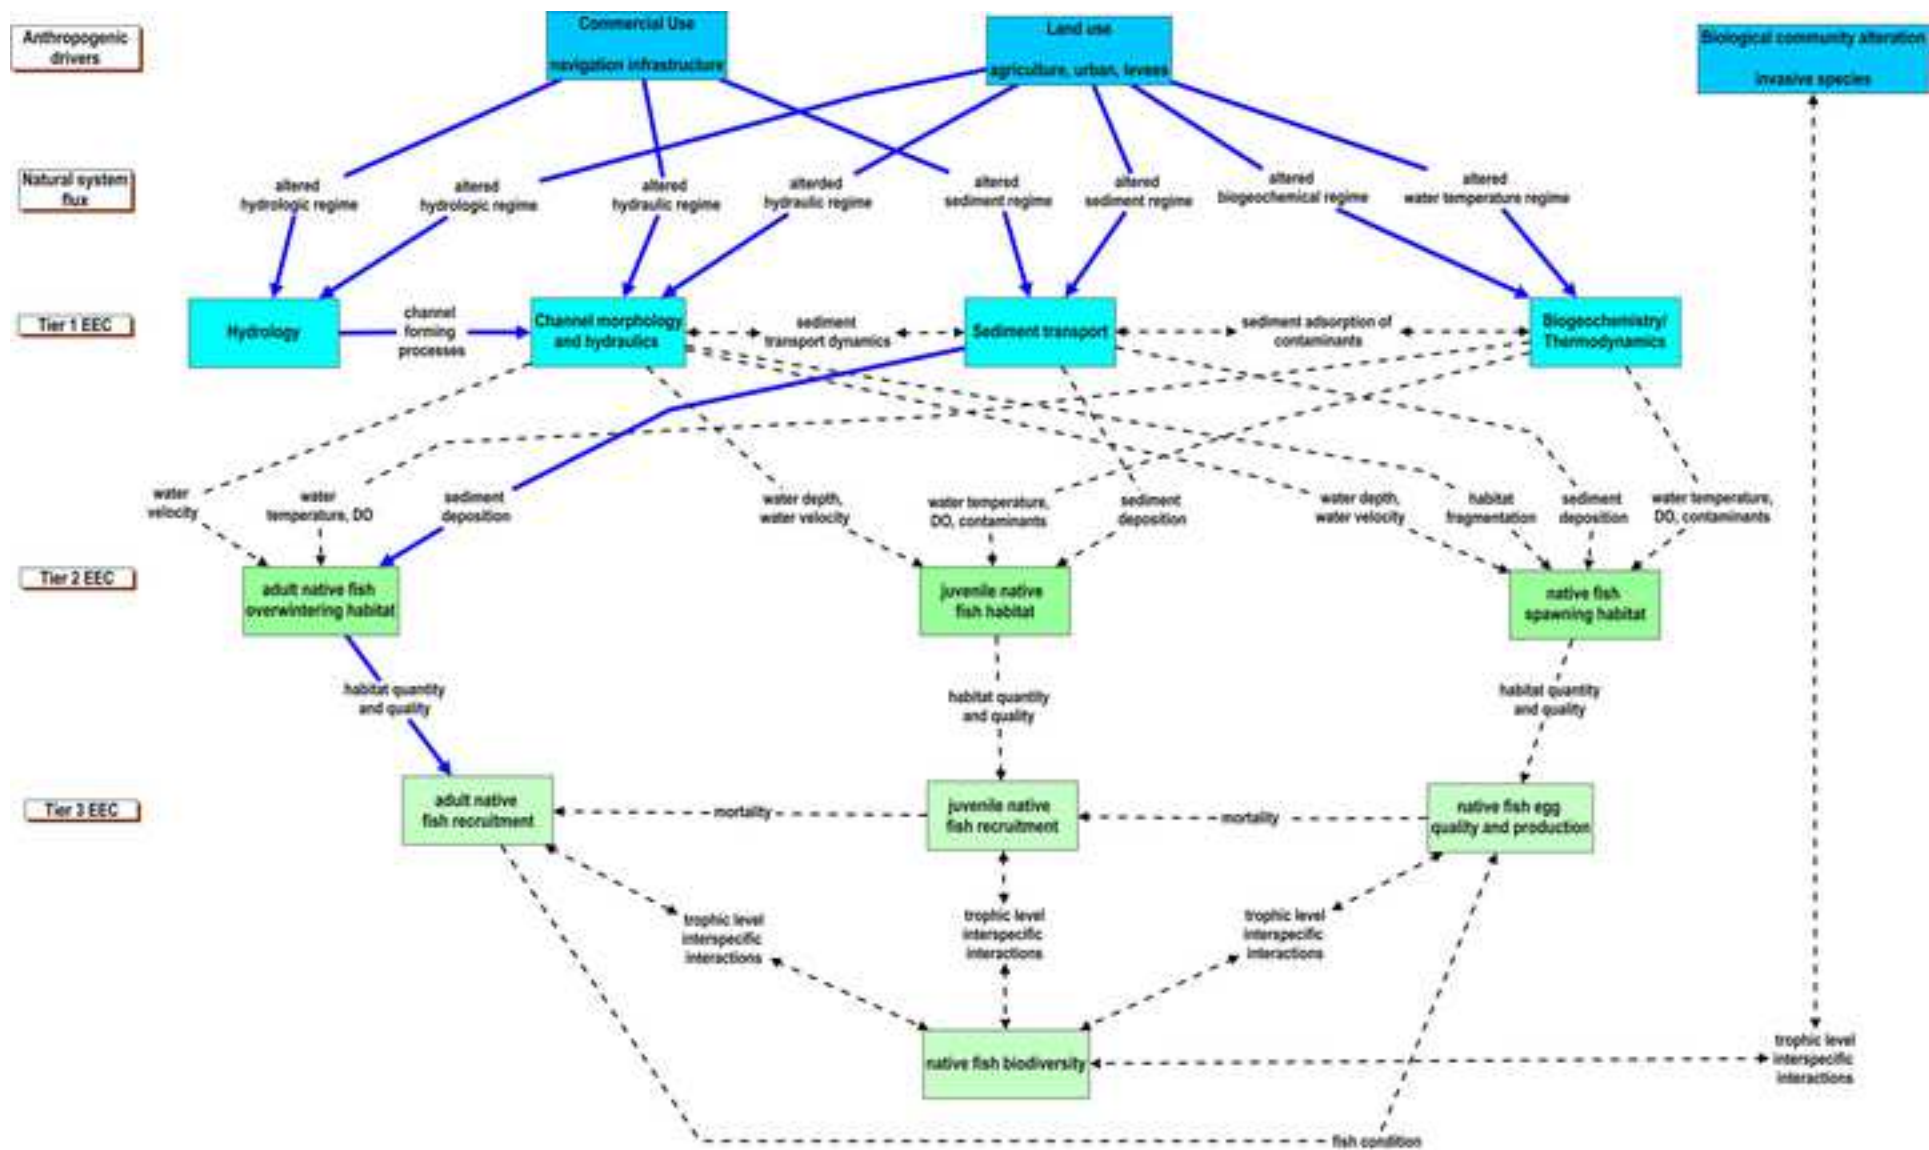 Anthropogenic
drivers
Commercial Use
navigation infrastructure
Land use
agriculture, urban, levees
Biological community alteration
invasive species
Natural system
flux
altered
hydrologic regime
altered
hydrologic regime
altered
hydraulic regime
alterded
hydraulic regime
altered
sediment regime
altered
sediment regime
altered
biogeochemical regime
altered
water temperature regime
Tier 1 EEC
Hydrology
channel
forming
processes
Channel morphology
and hydraulics
sediment
transport dynamics
Sediment transport
sediment adsorption of
contaminants
Biogeochemistry/
Thermodynamics
water
velocity
water
temperature, DO
sediment
deposition
water depth,
water velocity
water temperature,
DO, contaminants
sediment
deposition
water depth,
water velocity
habitat
fragmentation
sediment
deposition
water temperature,
DO, contaminants
Tier 2 EEC
adult native fish
overwintering habitat
juvenile native
fish habitat
native fish
spawning habitat
habitat quantity
and quality
habitat quantity
and quality
habitat quantity
and quality
Tier 3 EEC
adult native
fish recruitment
mortality
juvenile native
fish recruitment
mortality
native fish egg
quality and production
trophic level
interspecific
interactions
trophic level
interspecific
interactions
trophic level
interspecific
interactions
native fish biodiversity
trophic level
interspecific
interactions
fish condition